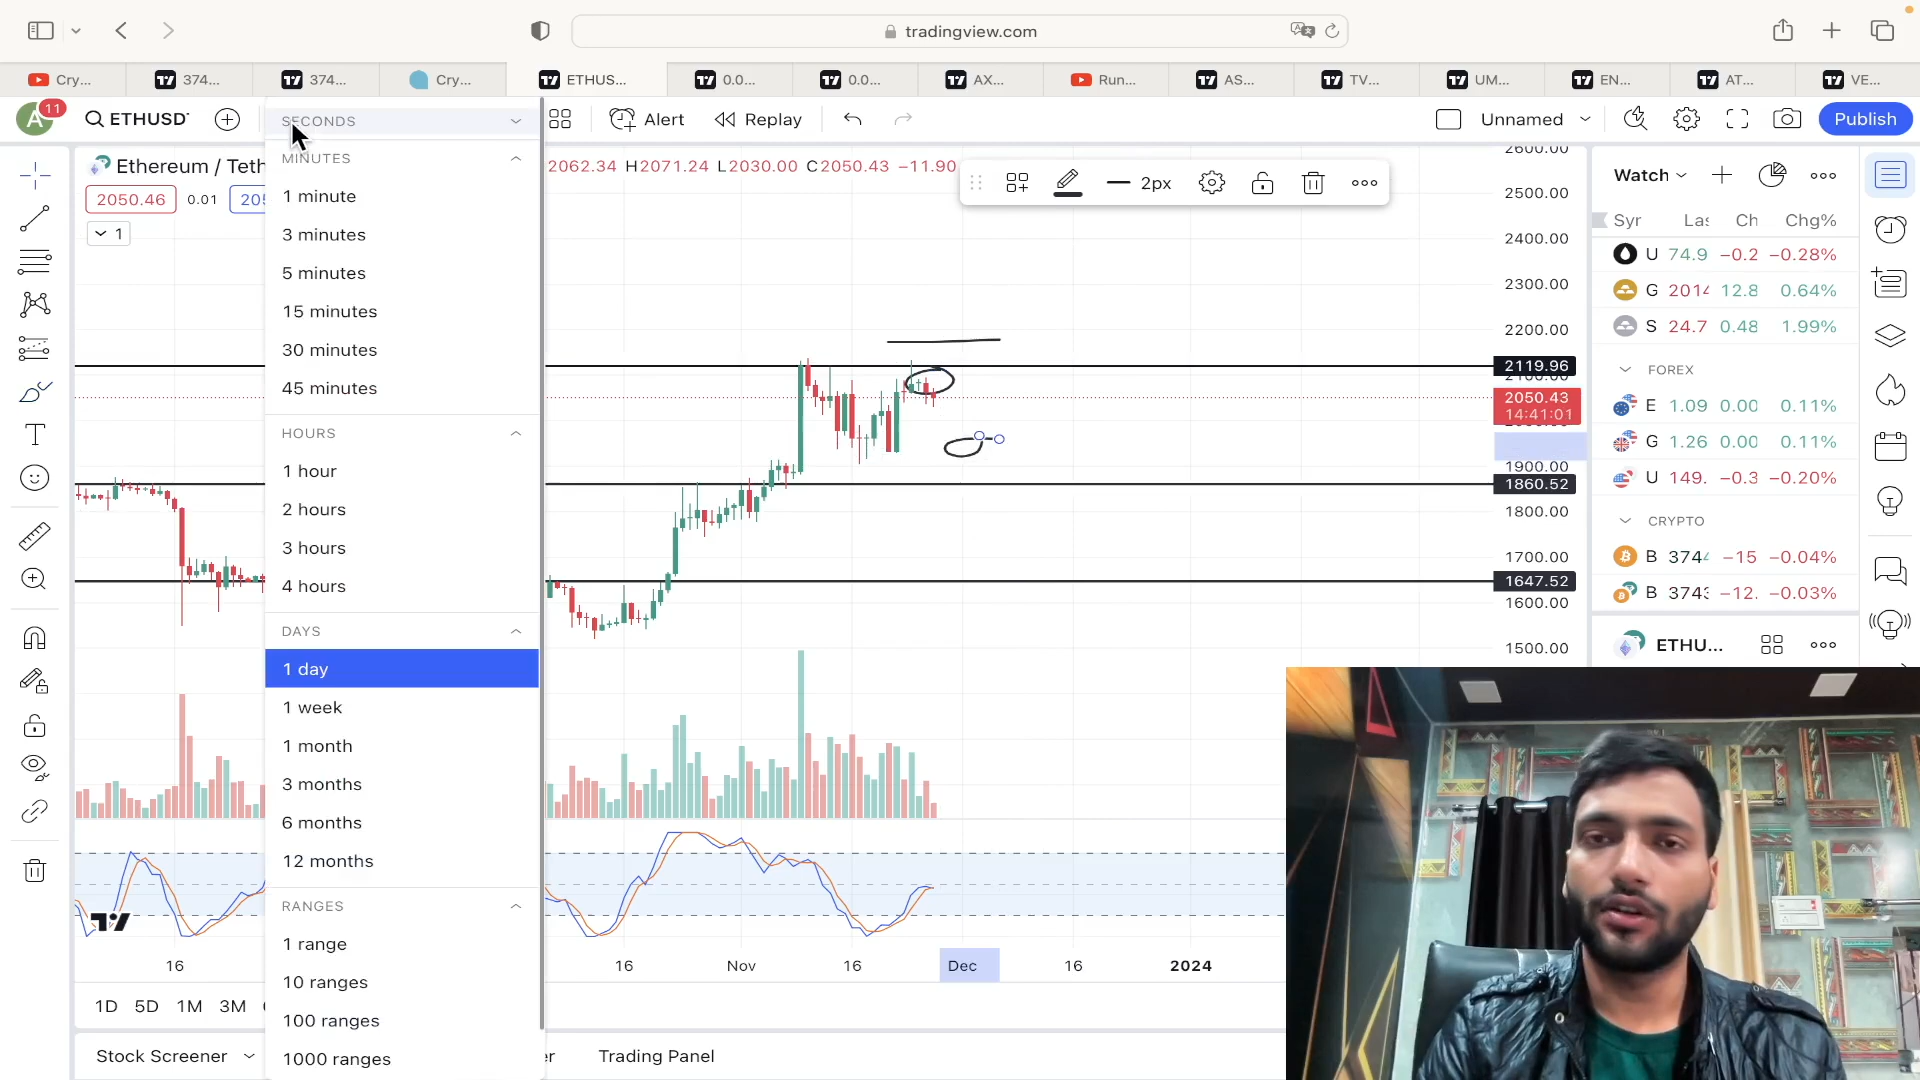 tradingview.com
Cry...
374...
374...
Cry...
ETHUS...
0.0...
0.0...
AX...
Run...
AS...
TV...
UM...
EN...
AT...
VE...
A
11
ETHUSD
Alert
Replay
Unnamed
Publish
SECONDS
MINUTES
1 minute
3 minutes
5 minutes
15 minutes
30 minutes
45 minutes
HOURS
1 hour
2 hours
3 hours
4 hours
DAYS
1 day
1 week
1 month
3 months
6 months
12 months
RANGES
1 range
10 ranges
100 ranges
1000 ranges
Ethereum / Teth
2062.34 H2071.24 L2030.00 C2050.43 −11.90
2050.46
0.01
205
1
2px
2600.00
2500.00
2400.00
2300.00
2200.00
2119.96
2100.00
2050.43
14:41:01
1900.00
1860.52
1800.00
1700.00
1647.52
1600.00
1500.00
Watch
Syr Las Ch Chg%
U 74.9 −0.2 −0.28%
G 2014 12.8 0.64%
S 24.7 0.48 1.99%
FOREX
E 1.09 0.00 0.11%
G 1.26 0.00 0.11%
U 149. −0.3 −0.20%
CRYPTO
B 374 −15 −0.04%
B 374 −12. −0.03%
ETHU...
16
16
Nov
16
Dec
16
2024
1D 5D 1M 3M
Stock Screener
er
Trading Panel